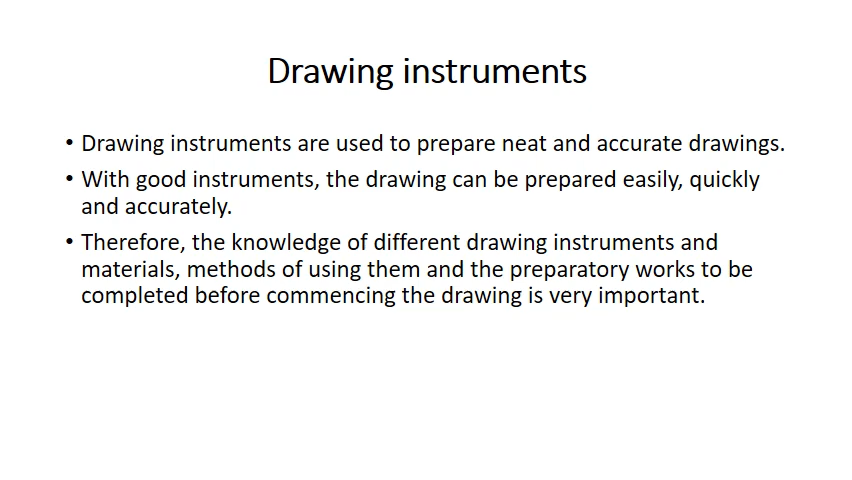 Drawing instruments
• Drawing instruments are used to prepare neat and accurate drawings.
• With good instruments, the drawing can be prepared easily, quickly
and accurately.
• Therefore, the knowledge of different drawing instruments and
materials, methods of using them and the preparatory works to be
completed before commencing the drawing is very important.